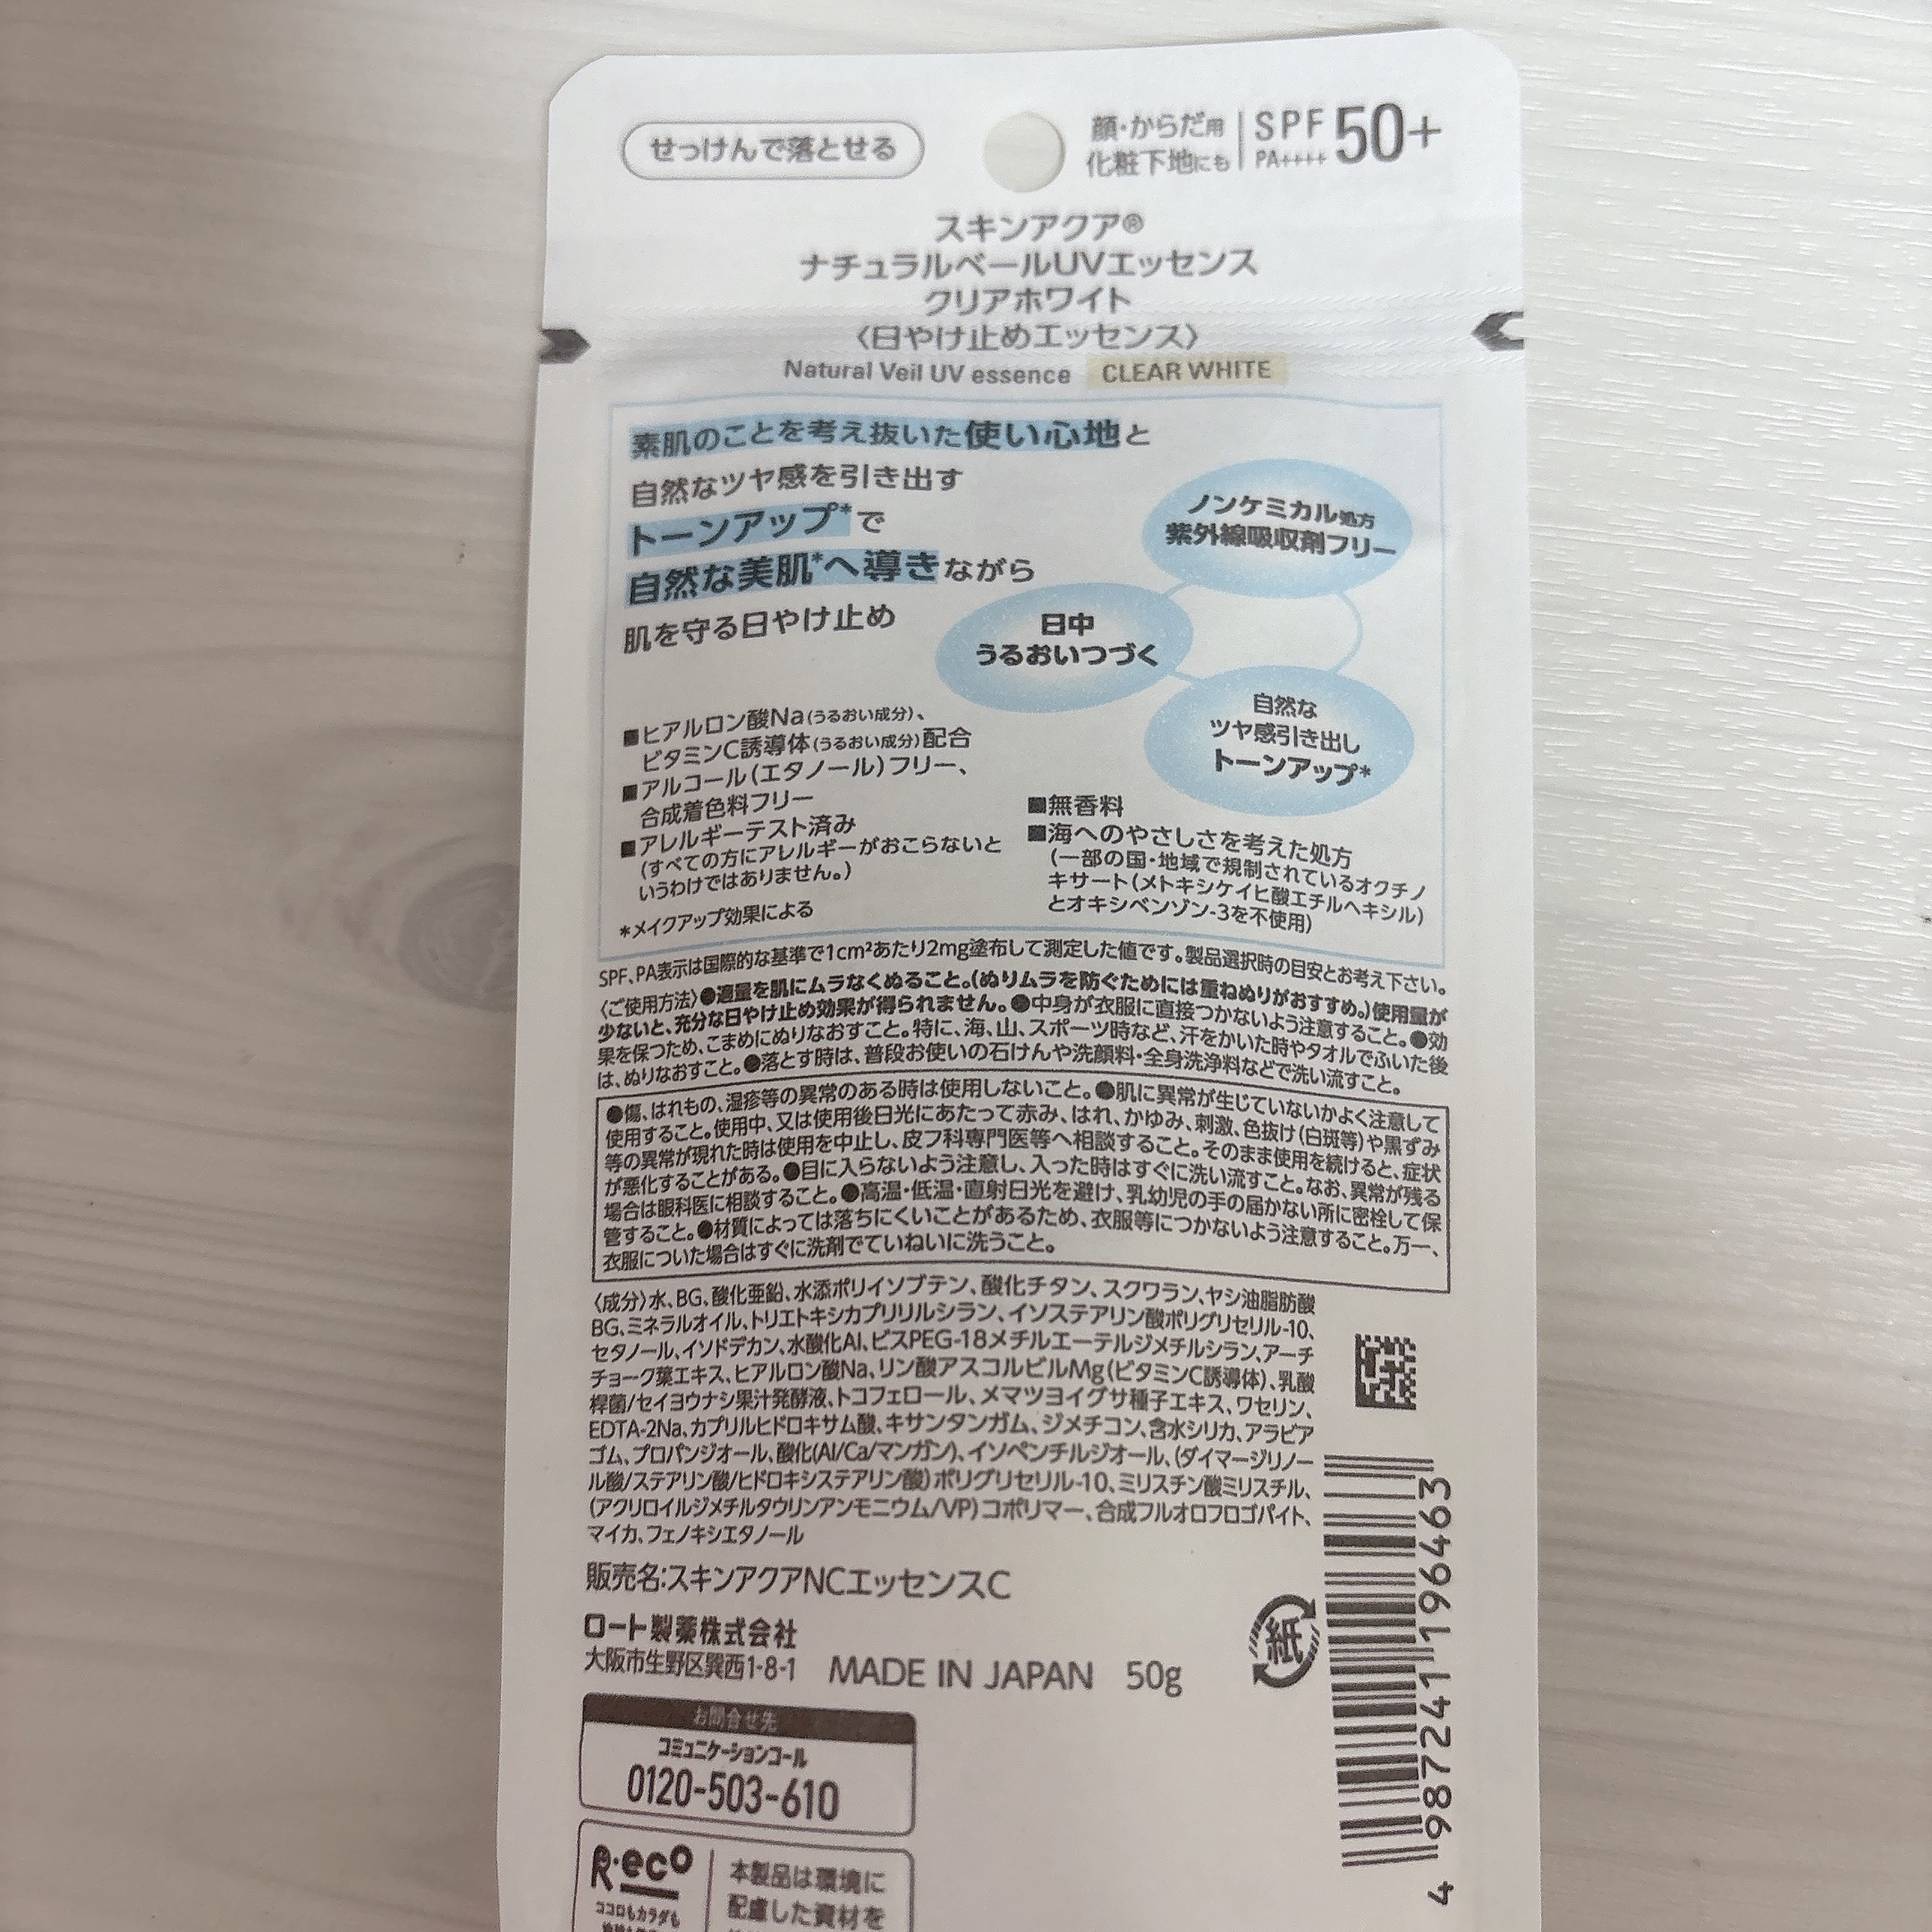 せっけんで落とせる
顔・からだ用
化粧下地にも
SPF 50+
PA++++
スキンアクア®
ナチュラルベールUVエッセンス
クリアホワイト
〈日やけ止めエッセンス〉
Natural Veil UV essence CLEAR WHITE
素肌のことを考え抜いた使い心地と
自然なツヤ感を引き出す
トーンアップ*で
自然な美肌*へ導きながら
肌を守る日やけ止め
ノンケミカル処方
紫外線吸収剤フリー
日中
うるおいつづく
自然な
ツヤ感引き出し
トーンアップ*
■ヒアルロン酸Na(うるおい成分)、
ビタミンC誘導体(うるおい成分)配合
■アルコール(エタノール)フリー、
合成着色料フリー
■アレルギーテスト済み
(すべての方にアレルギーがおこらないと
いうわけではありません。)
*メイクアップ効果による
■無香料
■海へのやさしさを考えた処方
(一部の国・地域で規制されているオクチノ
キサート(メトキシケイヒ酸エチルヘキシル)
とオキシベンゾン-3を不使用)
SPF、PA表示は国際的な基準で1cm²あたり2mg塗布して測定した値です。製品選択時の目安とお考え下さい。
〈ご使用方法〉●適量を肌にムラなくぬること。(ぬりムラを防ぐためには重ねぬりがおすすめ。)使用量が
少ないと、充分な日やけ止め効果が得られません。●中身が衣服に直接つかないよう注意すること。●効
果を保つため、こまめにぬりなおすこと。特に、海、山、スポーツ時など、汗をかいた時やタオルでふいた後
は、ぬりなおすこと。●落とす時は、普段お使いの石けんや洗顔料・全身洗浄料などで洗い流すこと。
●傷、はれもの、湿疹等の異常のある時は使用しないこと。●肌に異常が生じていないかよく注意して
使用すること。使用中、又は使用後日光にあたって赤み、はれ、かゆみ、刺激、色抜け(白斑等)や黒ずみ
等の異常が現れた時は使用を中止し、皮フ科専門医等へ相談すること。そのまま使用を続けると、症状
が悪化することがある。●目に入らないよう注意し、入った時はすぐに洗い流すこと。なお、異常が残る
場合は眼科医に相談すること。●高温・低温・直射日光を避け、乳幼児の手の届かない所に密栓して保
管すること。●材質によっては落ちにくいことがあるため、衣服等につかないよう注意すること。万一、
衣服についた場合はすぐに洗剤でていねいに洗うこと。
〈成分〉水、BG、酸化亜鉛、水添ポリイソブテン、酸化チタン、スクワラン、ヤシ油脂肪酸
BG、ミネラルオイル、トリエトキシカプリリルシラン、イソステアリン酸ポリグリセリル-10、
セタノール、イソドデカン、水酸化Al、ビスPEG-18メチルエーテルジメチルシラン、アーチ
チョーク葉エキス、ヒアルロン酸Na、リン酸アスコルビルMg(ビタミンC誘導体)、乳酸
桿菌/セイヨウナシ果汁発酵液、トコフェロール、メマツヨイグサ種子エキス、ワセリン、
EDTA-2Na、カプリルヒドロキサム酸、キサンタンガム、ジメチコン、含水シリカ、アラビア
ゴム、プロパンジオール、酸化(Al/Ca/マンガン)、イソペンチルジオール、(ダイマージリノー
ル酸/ステアリン酸/ヒドロキシステアリン酸)ポリグリセリル-10、ミリスチン酸ミリスチル、
(アクリロイルジメチルタウリンアンモニウム/VP)コポリマー、合成フルオロフロゴパイト、
マイカ、フェノキシエタノール
販売名:スキンアクアNCエッセンスC
ロート製薬株式会社
大阪市生野区巽西1-8-1 MADE IN JAPAN 50g
紙
4 987241 196463
お問合せ先
コミュニケーションコール
0120-503-610
R・eco
ココロもカラダも
本製品は環境に
配慮した資材を